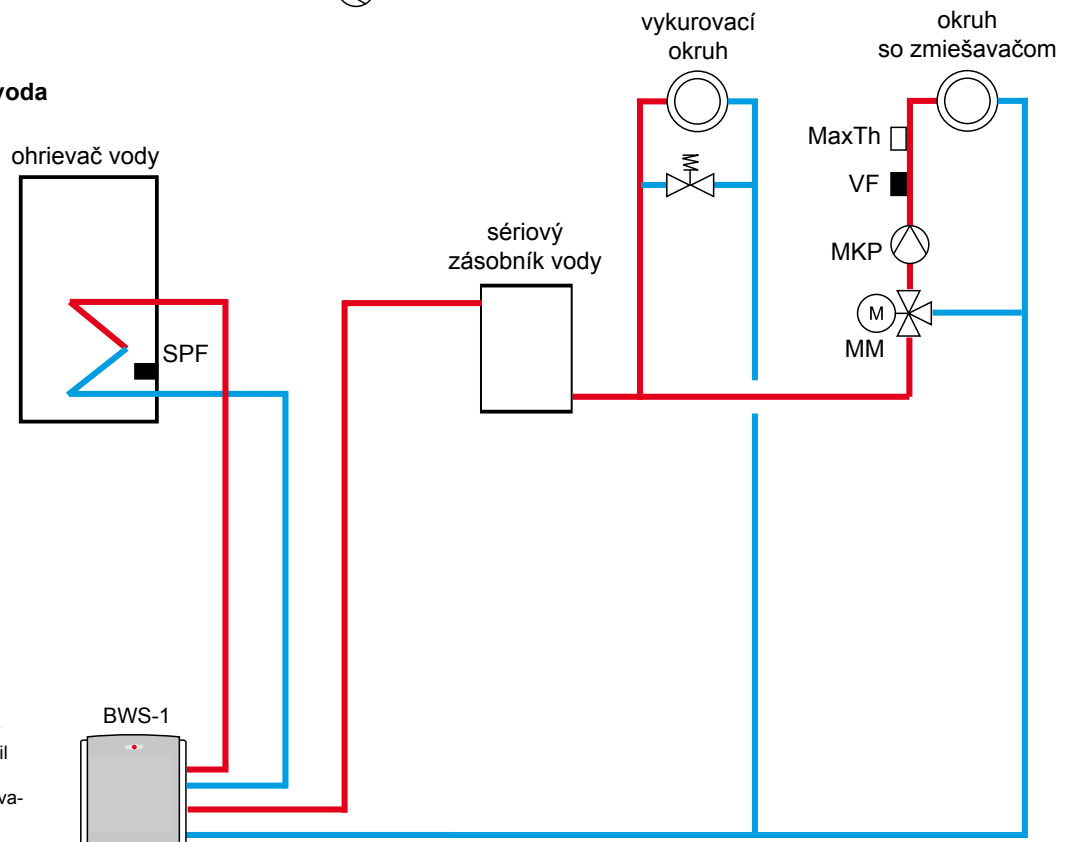 vykurovací
okruh
okruh
so zmiešavačom
voda
ohrievač vody
MaxTh
VF
sériový
zásobník vody
MKP
M
MM
SPF
BWS-1
il
va-